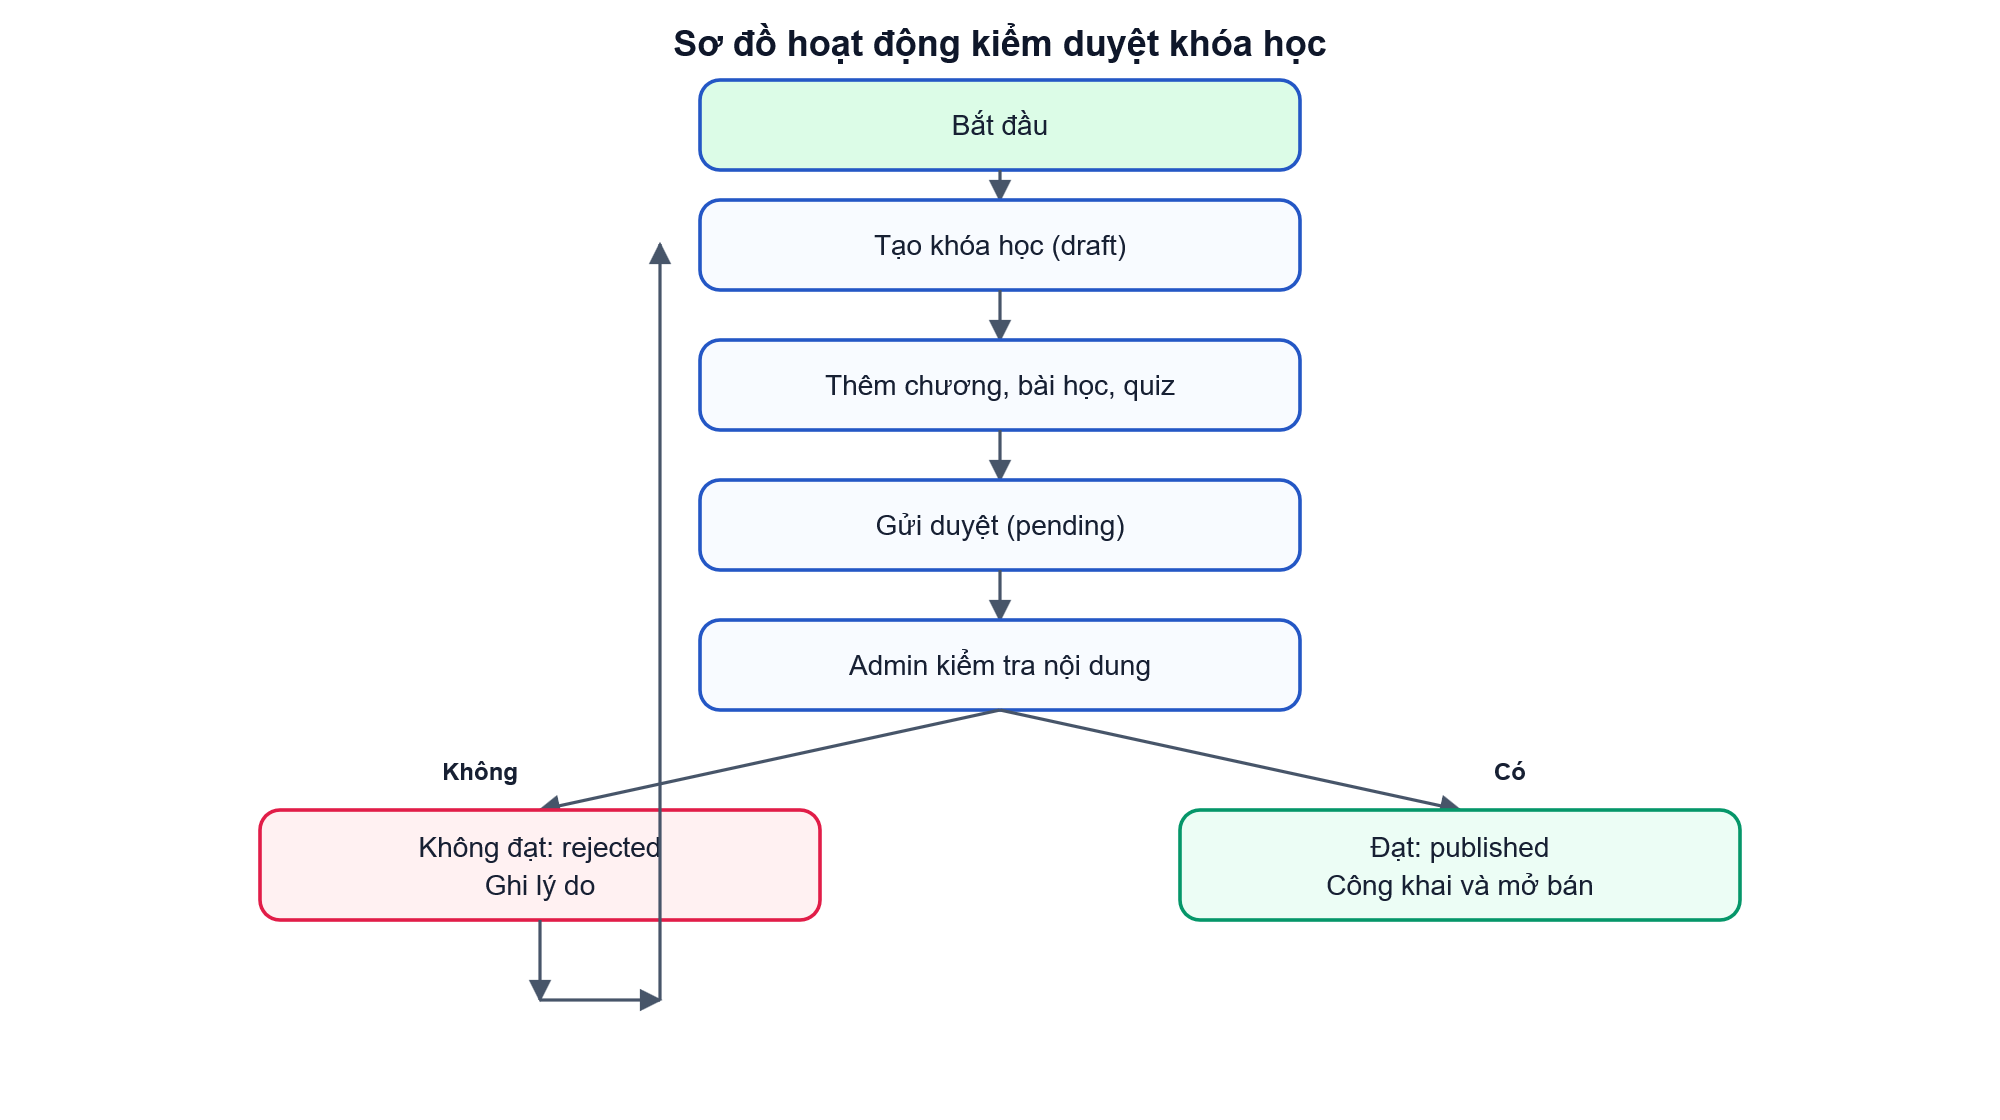 Sơ đồ hoạt động kiểm duyệt khóa học
Bắt đầu
Tạo khóa học (draft)
Thêm chương, bài học, quiz
Gửi duyệt (pending)
Admin kiểm tra nội dung
Không
Có
Không đạt: rejected
Ghi lý do
Đạt: published
Công khai và mở bán